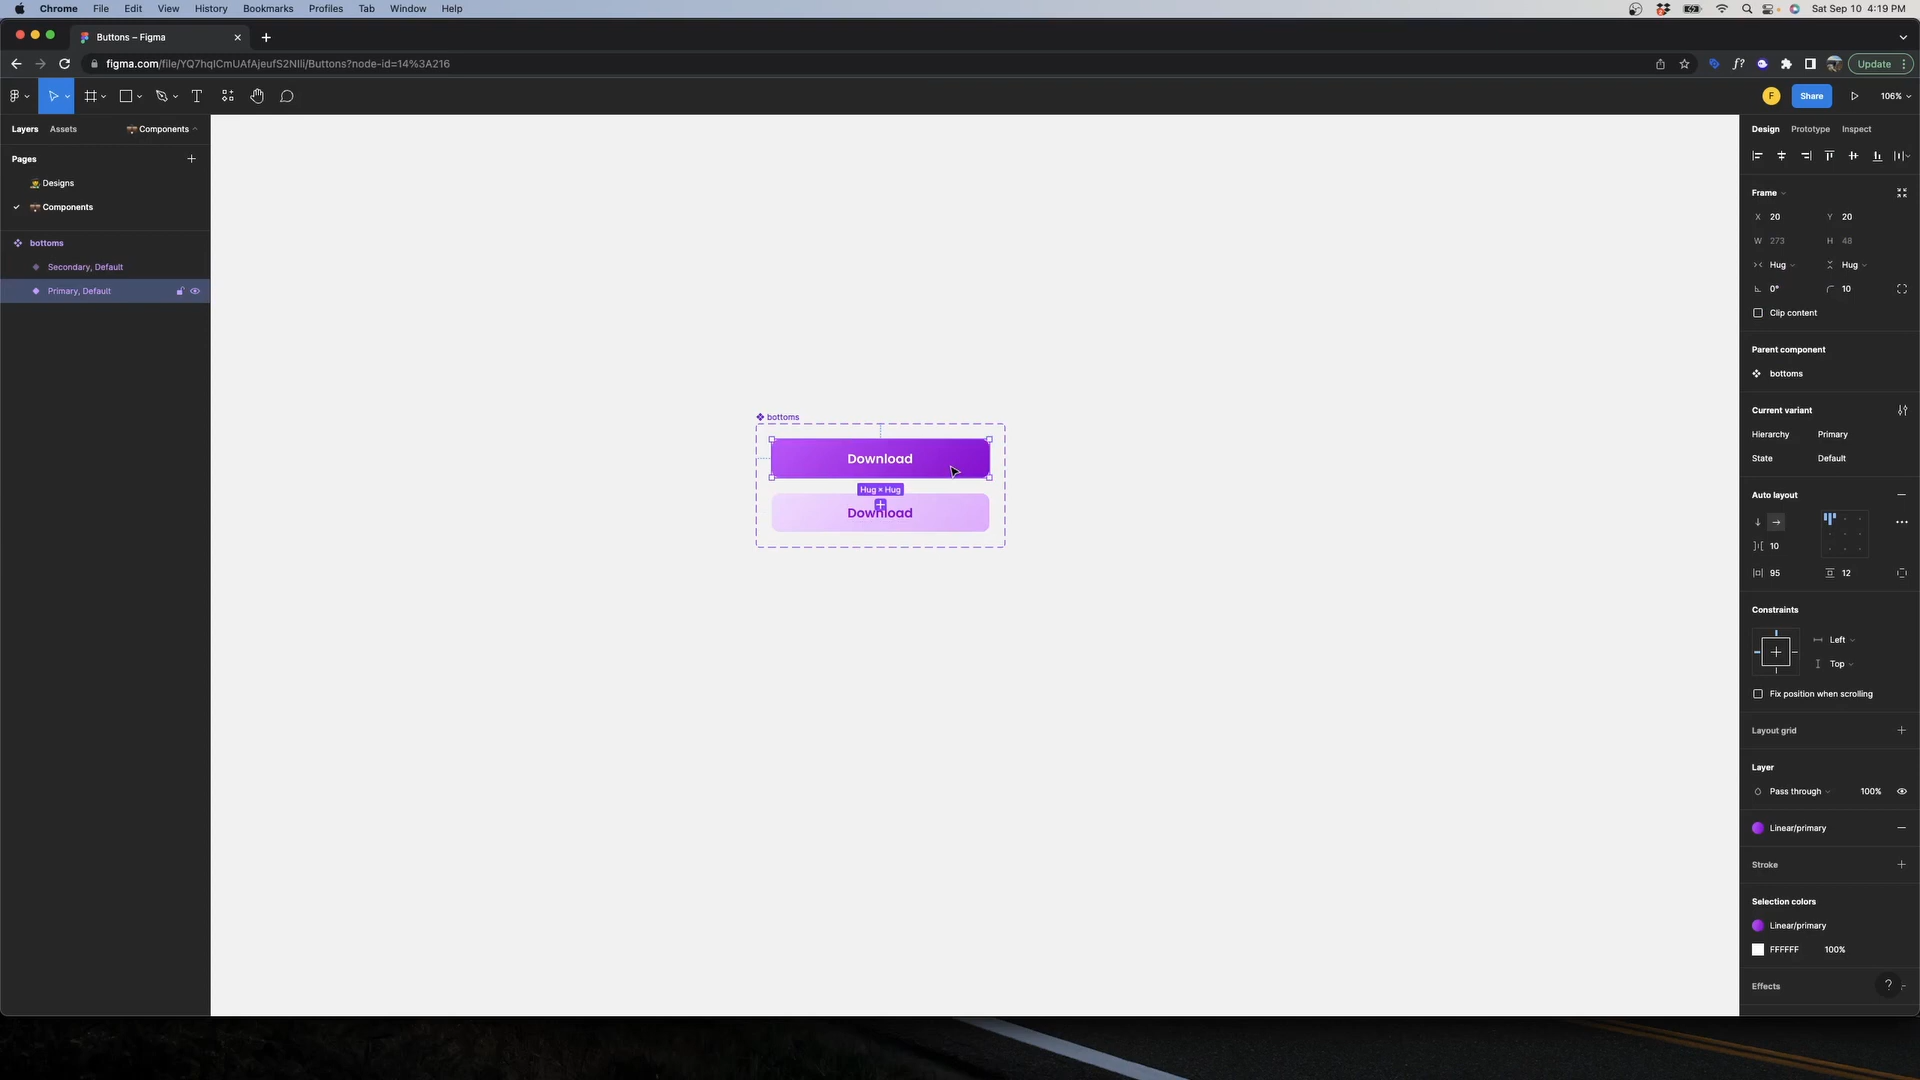 Chrome File Edit View History Bookmarks Profiles Tab Window Help
Sat Sep 10 4:19 PM
Buttons – Figma
figma.com/file/YQ7hqICmUAfAjeufS2NIli/Buttons?node-id=14%3A216
Update
F
Share
106%
Layers Assets Components
Pages
Designs
Components
bottoms
Secondary, Default
Primary, Default
bottoms
Download
Hug × Hug
Download
Design Prototype Inspect
Frame
X 20 Y 20
W 273 H 48
Hug Hug
0° 10
Clip content
Parent component
bottoms
Current variant
Hierarchy Primary
State Default
Auto layout
10
95 12
Constraints
Left
Top
Fix position when scrolling
Layout grid
Layer
Pass through 100%
Linear/primary
Stroke
Selection colors
Linear/primary
FFFFFF 100%
Effects
?